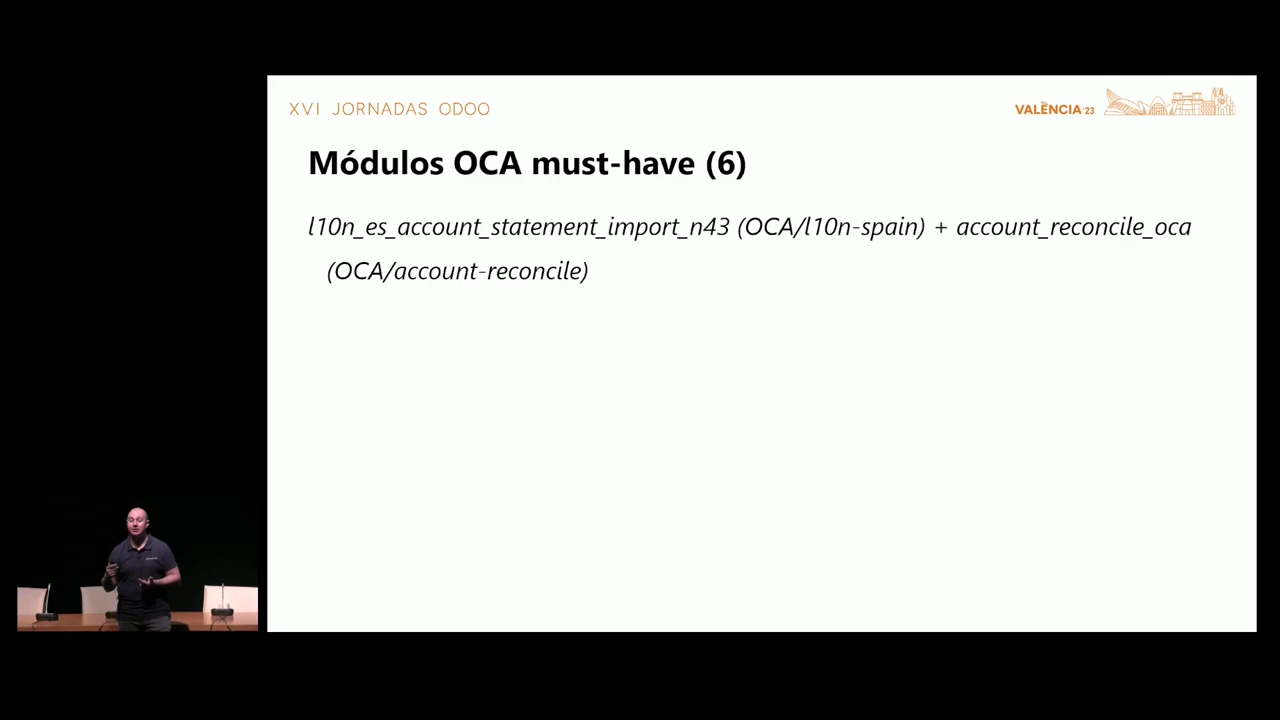 XVI JORNADAS ODOO
VALÈNCIA '23
Módulos OCA must-have (6)
l10n_es_account_statement_import_n43 (OCA/l10n-spain) + account_reconcile_oca
(OCA/account-reconcile)